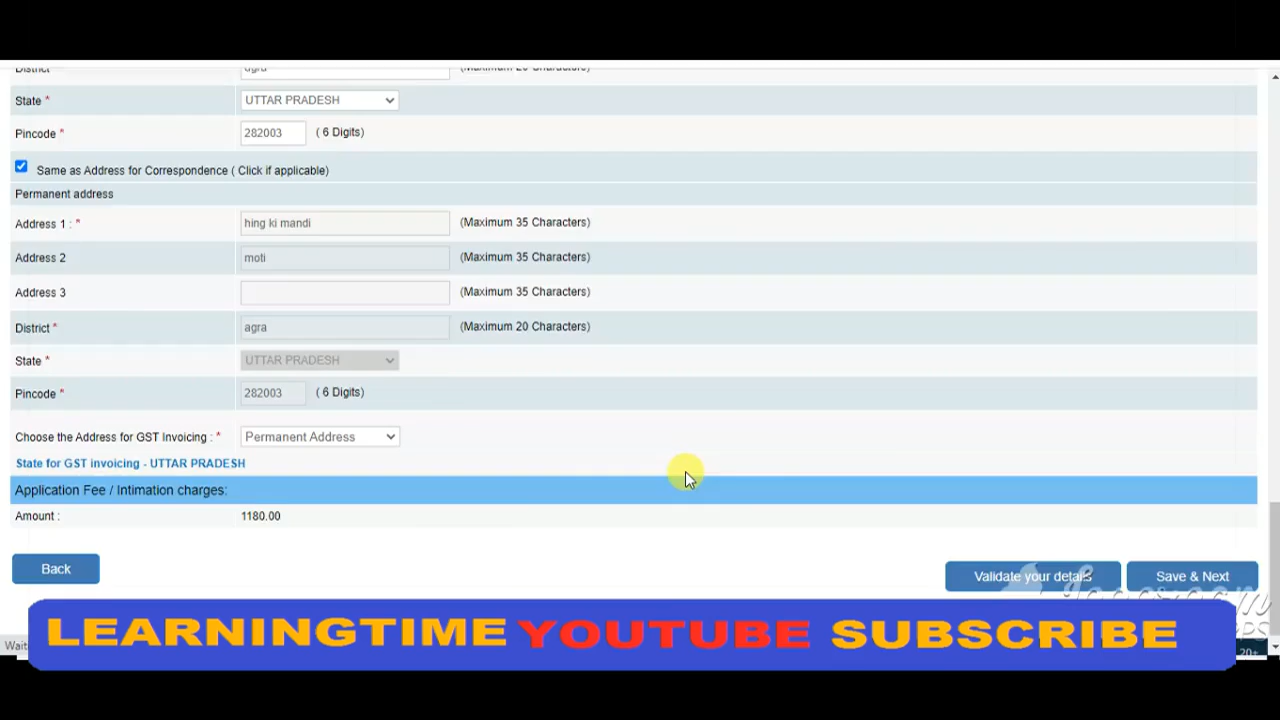 District agra
State * UTTAR PRADESH
Pincode * 282003 ( 6 Digits)
Same as Address for Correspondence ( Click if applicable)
Permanent address
Address 1 : * hing ki mandi (Maximum 35 Characters)
Address 2 moti (Maximum 35 Characters)
Address 3 (Maximum 35 Characters)
District * agra (Maximum 20 Characters)
State * UTTAR PRADESH
Pincode * 282003 ( 6 Digits)
Choose the Address for GST Invoicing : * Permanent Address
State for GST invoicing - UTTAR PRADESH
Application Fee / Intimation charges:
Amount : 1180.00
Back
Validate your details Save & Next
LEARNINGTIME YOUTUBE SUBSCRIBE
20+